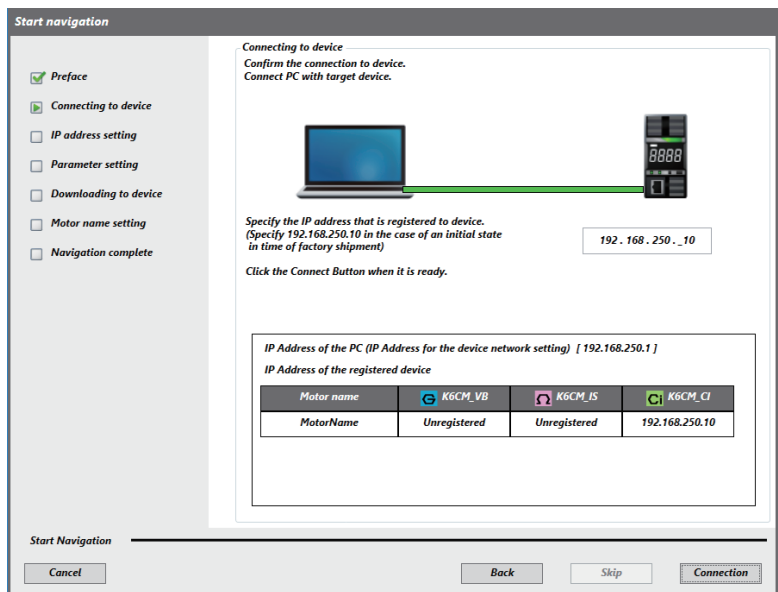 Start navigation
Preface
Connecting to device
IP address setting
Parameter setting
Downloading to device
Motor name setting
Navigation complete
Connecting to device
Confirm the connection to device.
Connect PC with target device.
8888
Specify the IP address that is registered to device.
(Specify 192.168.250.10 in the case of an initial state
in time of factory shipment)
192 . 168 . 250 . _10
Click the Connect Button when it is ready.
IP Address of the PC (IP Address for the device network setting) [ 192.168.250.1 ]
IP Address of the registered device
Motor name K6CM_VB Ω K6CM_IS Ci K6CM_CI
MotorName Unregistered Unregistered 192.168.250.10
Start Navigation
Cancel Back Skip Connection